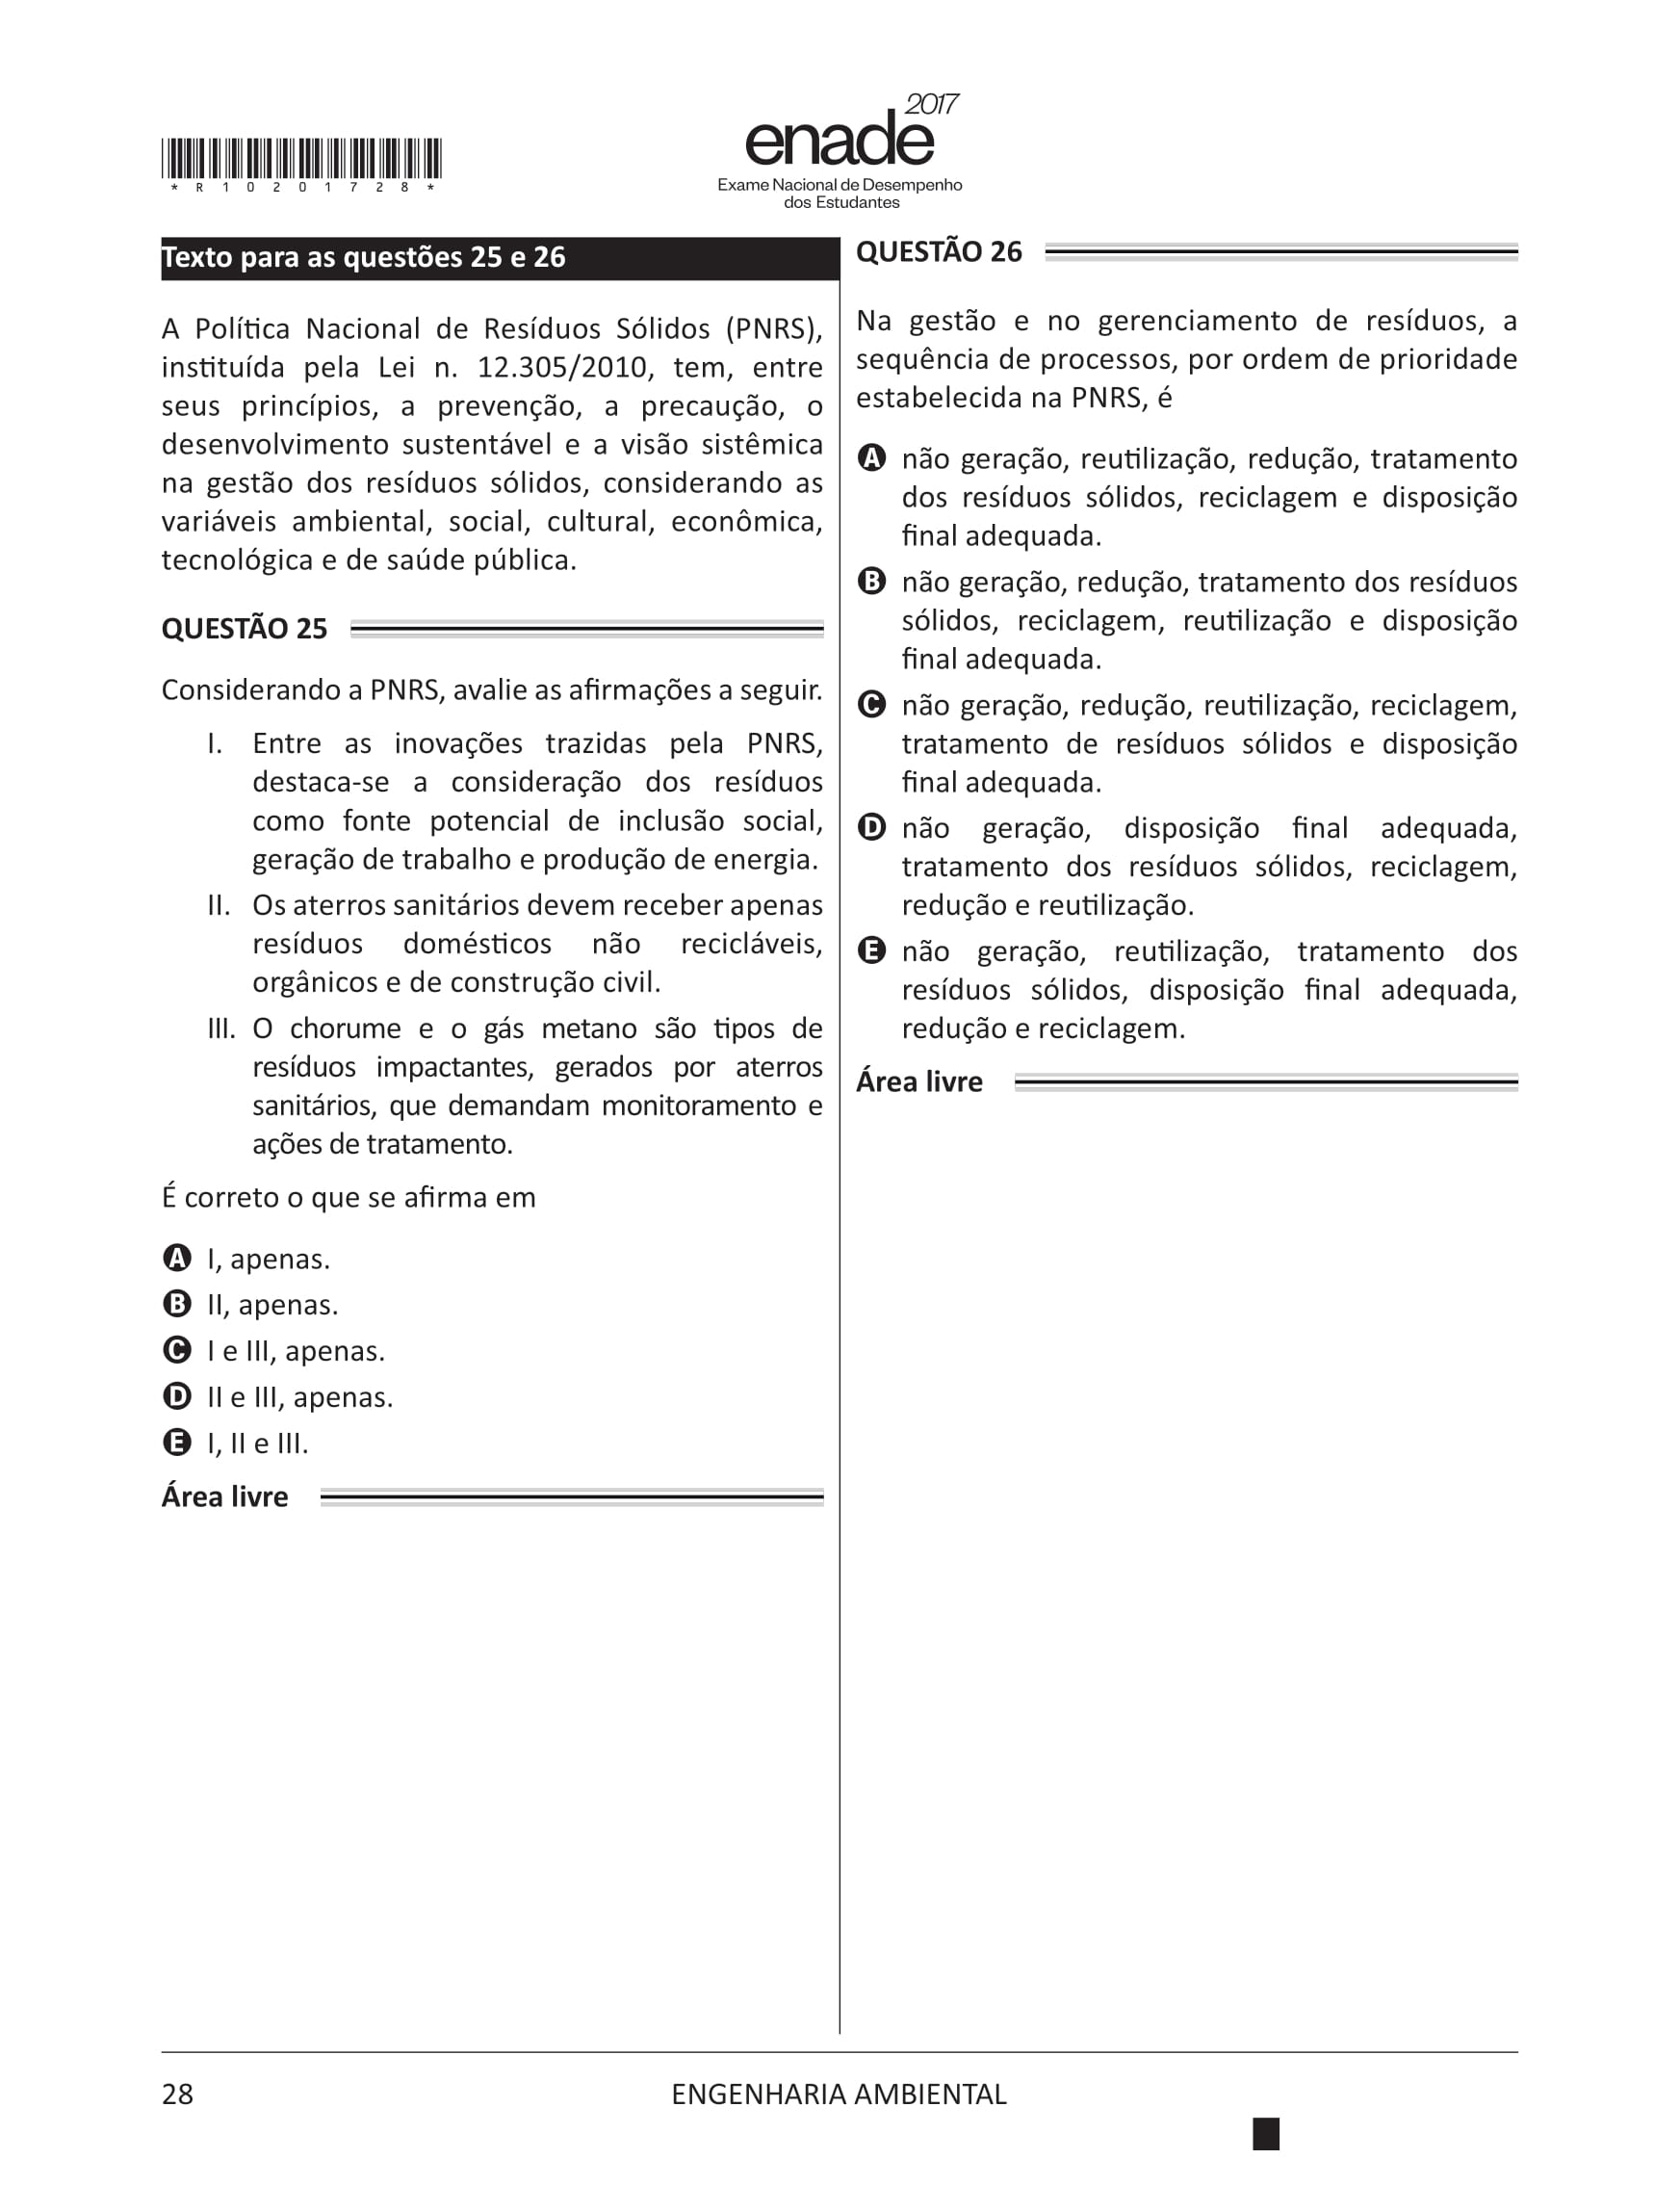 *R10201728*
enade 2017
Exame Nacional de Desempenho
dos Estudantes
Texto para as questões 25 e 26
A Política Nacional de Resíduos Sólidos (PNRS),
instituída pela Lei n. 12.305/2010, tem, entre
seus princípios, a prevenção, a precaução, o
desenvolvimento sustentável e a visão sistêmica
na gestão dos resíduos sólidos, considerando as
variáveis ambiental, social, cultural, econômica,
tecnológica e de saúde pública.
QUESTÃO 25
Considerando a PNRS, avalie as afirmações a seguir.
I. Entre as inovações trazidas pela PNRS,
destaca-se a consideração dos resíduos
como fonte potencial de inclusão social,
geração de trabalho e produção de energia.
II. Os aterros sanitários devem receber apenas
resíduos domésticos não recicláveis,
orgânicos e de construção civil.
III. O chorume e o gás metano são tipos de
resíduos impactantes, gerados por aterros
sanitários, que demandam monitoramento e
ações de tratamento.
É correto o que se afirma em
A I, apenas.
B II, apenas.
C I e III, apenas.
D II e III, apenas.
E I, II e III.
Área livre
QUESTÃO 26
Na gestão e no gerenciamento de resíduos, a
sequência de processos, por ordem de prioridade
estabelecida na PNRS, é
A não geração, reutilização, redução, tratamento
dos resíduos sólidos, reciclagem e disposição
final adequada.
B não geração, redução, tratamento dos resíduos
sólidos, reciclagem, reutilização e disposição
final adequada.
C não geração, redução, reutilização, reciclagem,
tratamento de resíduos sólidos e disposição
final adequada.
D não geração, disposição final adequada,
tratamento dos resíduos sólidos, reciclagem,
redução e reutilização.
E não geração, reutilização, tratamento dos
resíduos sólidos, disposição final adequada,
redução e reciclagem.
Área livre
28
ENGENHARIA AMBIENTAL